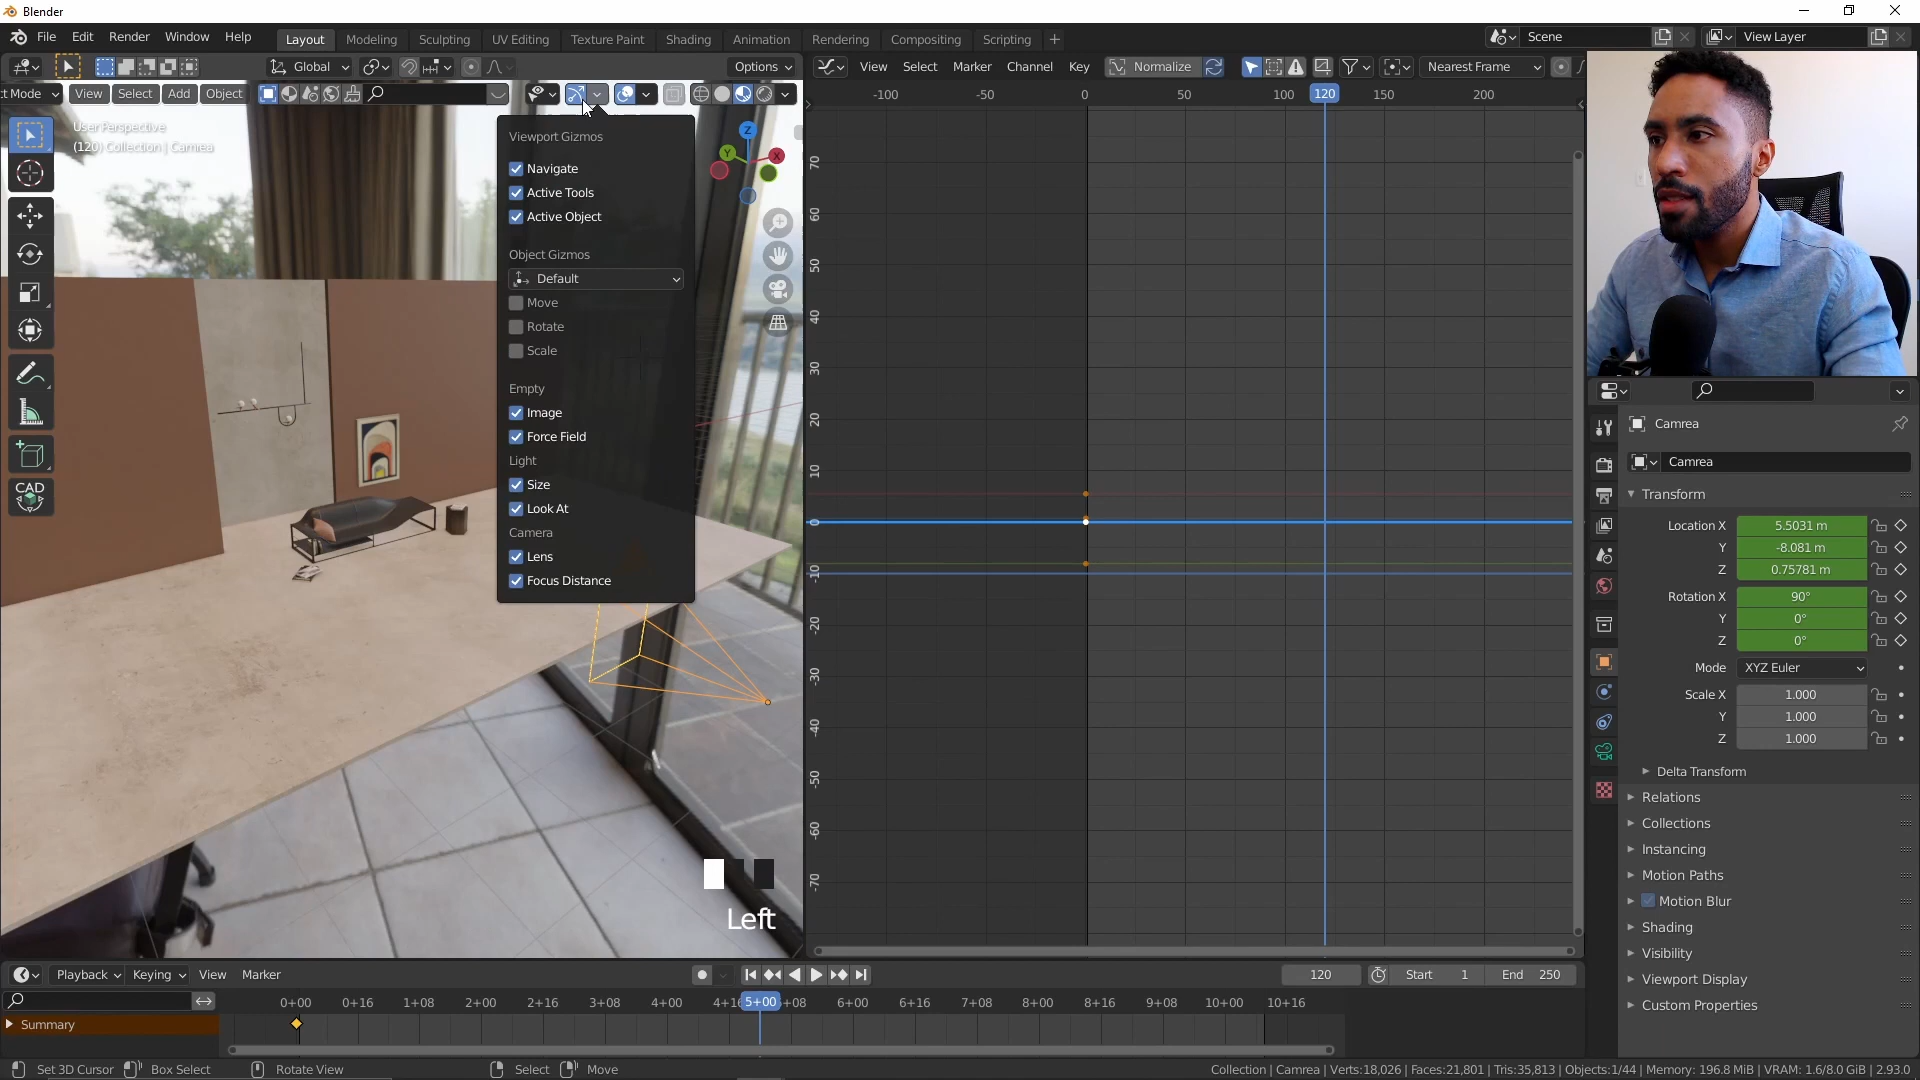 Blender
File Edit Render Window Help
Layout Modeling Sculpting UV Editing Texture Paint Shading Animation Rendering Compositing Scripting
Scene
View Layer
Global
Options
View Select Marker Channel Key
Normalize
Nearest Frame
t Mode View Select Add Object
-100 -50 0 50 100 120 150 200
User Perspective
(120) Collection | Camrea
Viewport Gizmos
Navigate
Active Tools
Active Object
Object Gizmos
Default
Move
Rotate
Scale
Empty
Image
Force Field
Light
Size
Look At
Camera
Lens
Focus Distance
Z
Y
X
CAD
70
60
50
40
30
20
10
0
-10
-20
-30
-40
-50
-60
-70
Left
Camrea
Camrea
Transform
Location X 5.5031 m
Y -8.081 m
Z 0.75781 m
Rotation X 90°
Y 0°
Z 0°
Mode XYZ Euler
Scale X 1.000
Y 1.000
Z 1.000
Delta Transform
Relations
Collections
Instancing
Motion Paths
Motion Blur
Shading
Visibility
Viewport Display
Custom Properties
Playback Keying View Marker
120 Start 1 End 250
0+00 0+16 1+08 2+00 2+16 3+08 4+00 4+16 5+00 +08 6+00 6+16 7+08 8+00 8+16 9+08 10+00 10+16
Summary
Set 3D Cursor Box Select Rotate View Select Move
Collection | Camrea | Verts:18,026 | Faces:21,801 | Tris:35,813 | Objects:1/44 | Memory: 196.8 MiB | VRAM: 1.6/8.0 GiB | 2.93.0